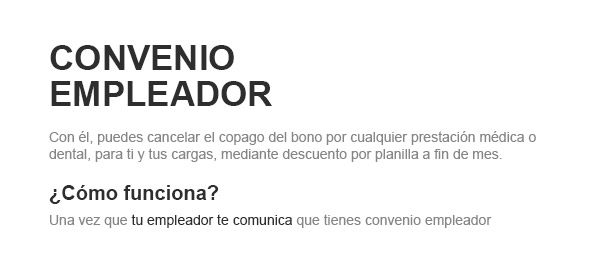 CONVENIO
EMPLEADOR
Con él, puedes cancelar el copago del bono por cualquier prestación médica o
dental, para ti y tus cargas, mediante descuento por planilla a fin de mes.
¿Cómo funciona?
Una vez que tu empleador te comunica que tienes convenio empleador